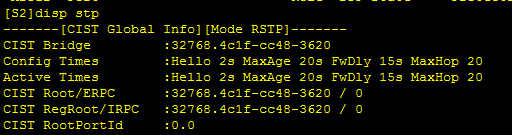 [S2]disp stp
-------[CIST Global Info][Mode RSTP]-------
CIST Bridge         :32768.4c1f-cc48-3620
Config Times        :Hello 2s MaxAge 20s FwDly 15s MaxHop 20
Active Times        :Hello 2s MaxAge 20s FwDly 15s MaxHop 20
CIST Root/ERPC      :32768.4c1f-cc48-3620 / 0
CIST RegRoot/IRPC   :32768.4c1f-cc48-3620 / 0
CIST RootPortId     :0.0